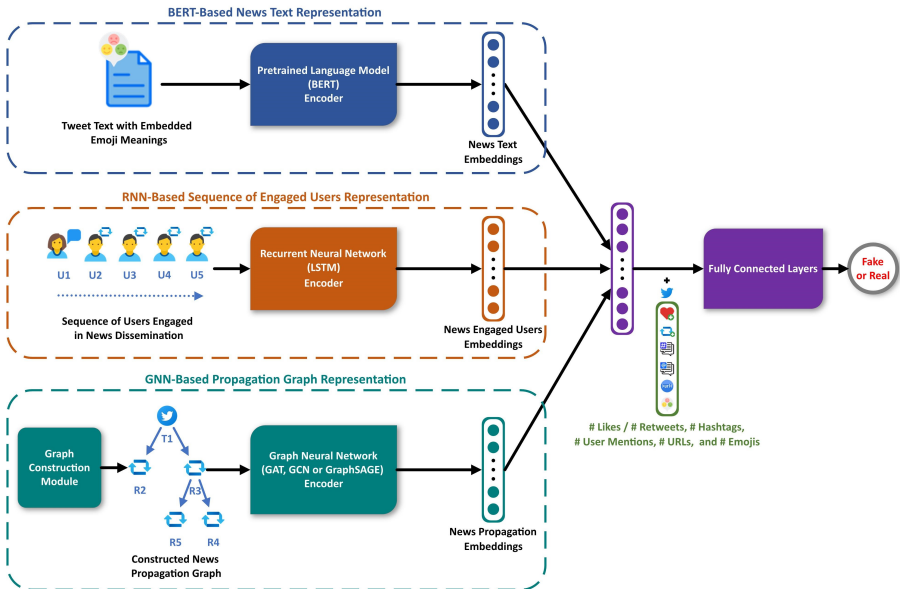 BERT-Based News Text Representation
Pretrained Language Model
(BERT)
Encoder
Tweet Text with Embedded
Emoji Meanings
News Text
Embeddings
RNN-Based Sequence of Engaged Users Representation
U1 U2 U3 U4 U5
Recurrent Neural Network
(LSTM)
Encoder
Sequence of Users Engaged
in News Dissemination
News Engaged Users
Embeddings
Fully Connected Layers
Fake
or Real
+
# Likes / # Retweets, # Hashtags,
# User Mentions, # URLs, and # Emojis
GNN-Based Propagation Graph Representation
Graph
Construction
Module
T1
R2
R3
R5 R4
Constructed News
Propagation Graph
Graph Neural Network
(GAT, GCN or GraphSAGE)
Encoder
News Propagation
Embeddings